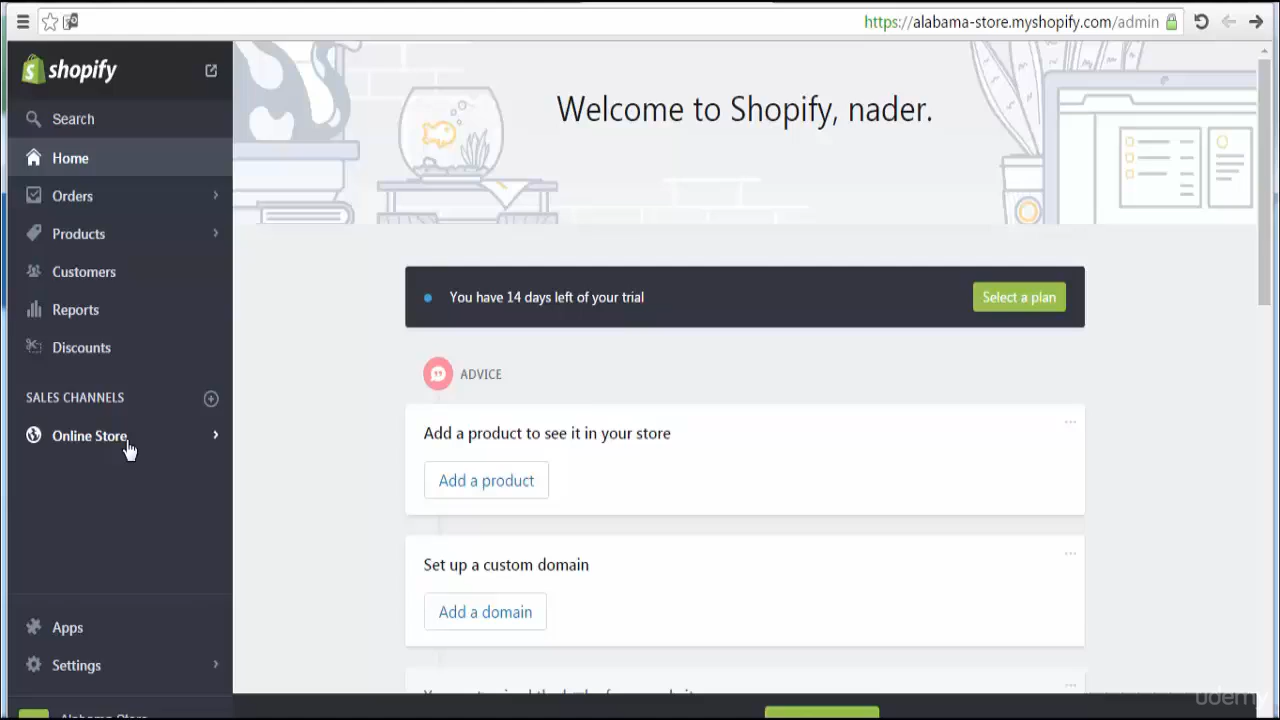 https://alabama-store.myshopify.com/admin
shopify
Search
Home
Orders
Products
Customers
Reports
Discounts
SALES CHANNELS
Online Store
Apps
Settings
Alabama Store
Welcome to Shopify, nader.
You have 14 days left of your trial
Select a plan
ADVICE
Add a product to see it in your store
Add a product
Set up a custom domain
Add a domain
udemy